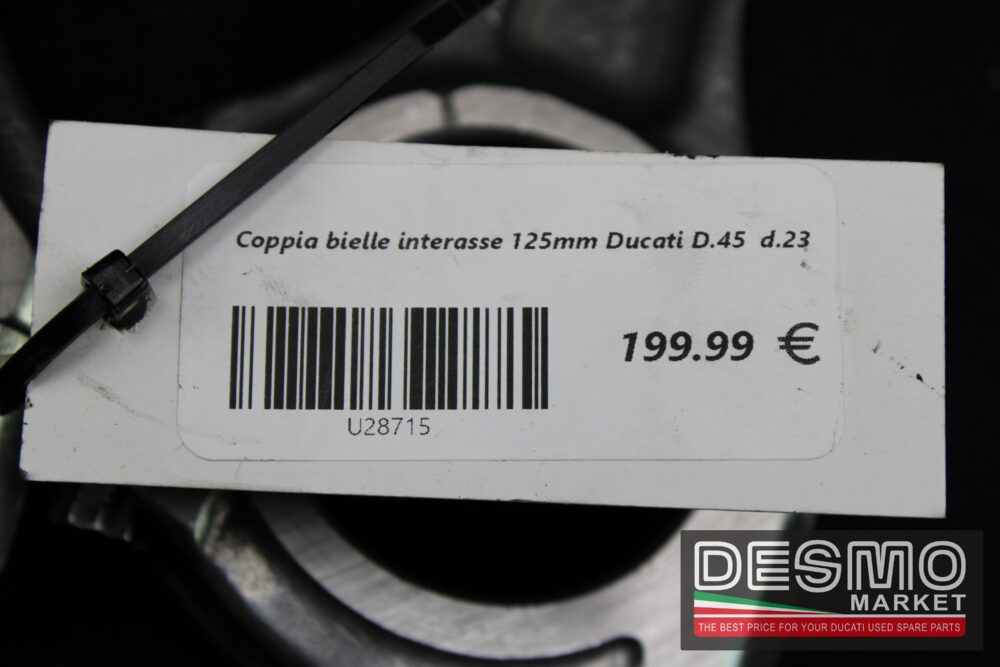 Coppia bielle interasse 125mm Ducati D.45 d.23
199.99 €
U28715
DESMO
MARKET
THE BEST PRICE FOR YOUR DUCATI USED SPARE PARTS